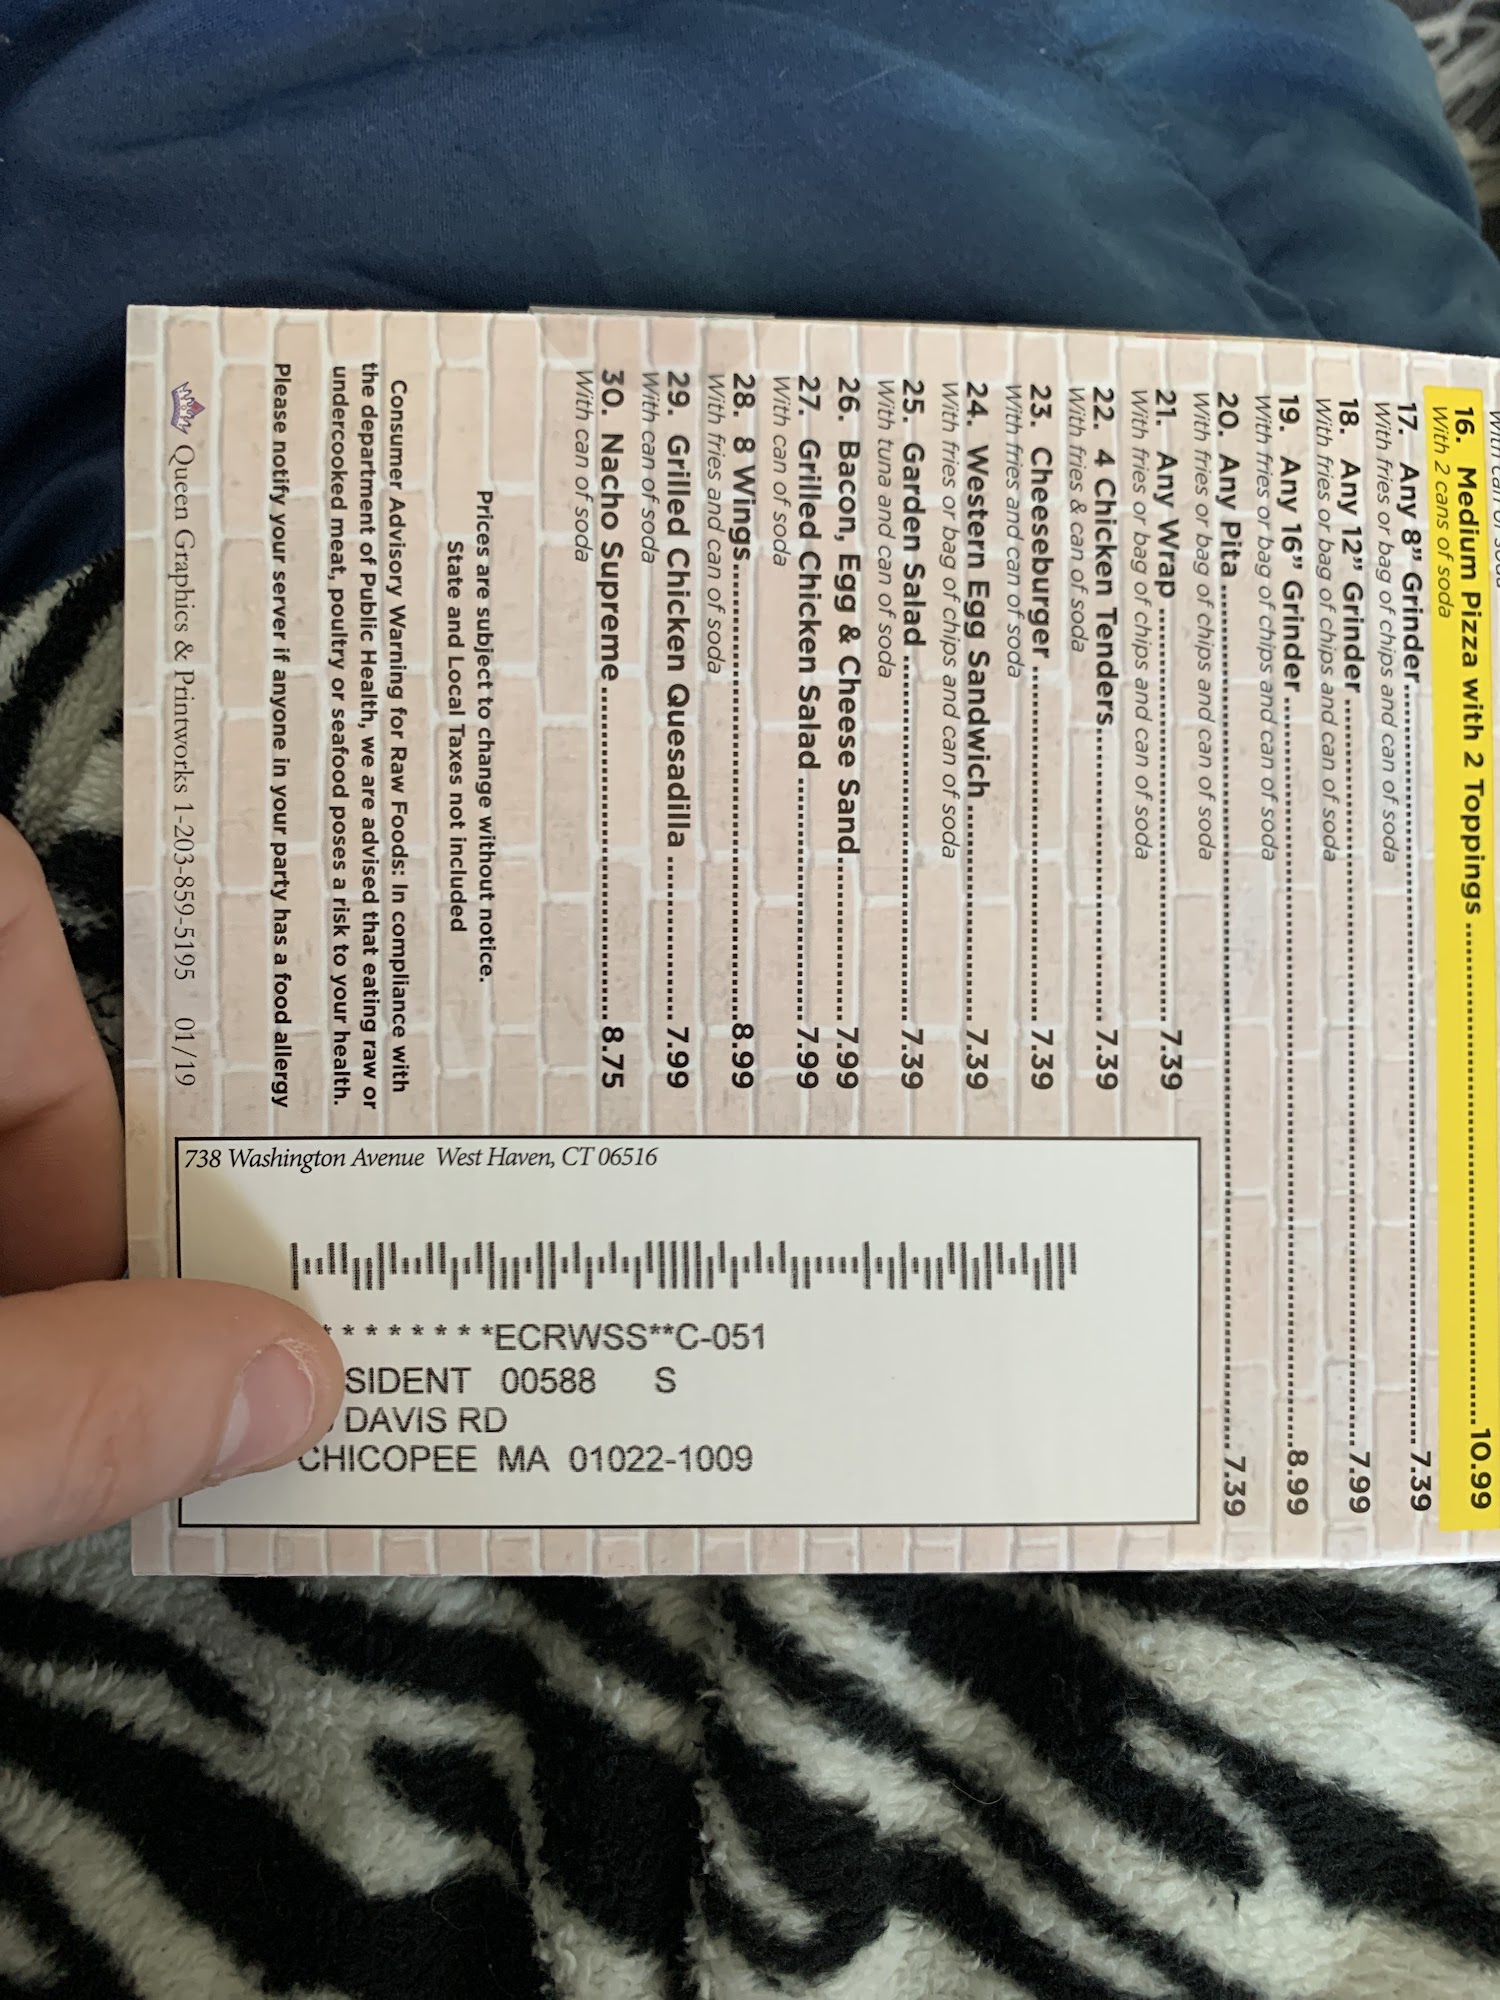 16. Medium Pizza with 2 Toppings ..........10.99
With 2 cans of soda
17. Any 8" Grinder..........7.39
With fries or bag of chips and can of soda
18. Any 12" Grinder ..........7.99
With fries or bag of chips and can of soda
19. Any 16" Grinder ..........8.99
With fries or bag of chips and can of soda
20. Any Pita ..........7.39
With fries or bag of chips and can of soda
21. Any Wrap ..........7.39
With fries or bag of chips and can of soda
22. 4 Chicken Tenders..........7.39
With fries & can of soda
23. Cheeseburger..........7.39
With fries and can of soda
24. Western Egg Sandwich ..........7.39
With fries or bag of chips and can of soda
25. Garden Salad ..........7.39
With tuna and can of soda
26. Bacon, Egg & Cheese Sand..........7.99
27. Grilled Chicken Salad ..........7.99
With can of soda
28. 8 Wings..........8.99
With fries and can of soda
29. Grilled Chicken Quesadilla ..........7.99
With can of soda
30. Nacho Supreme ..........8.75
With can of soda
Prices are subject to change without notice.
State and Local Taxes not included
Consumer Advisory Warning for Raw Foods: In compliance with
the department of Public Health, we are advised that eating raw or
undercooked meat, poultry or seafood poses a risk to your health.
Please notify your server if anyone in your party has a food allergy
Queen Graphics & Printworks 1-203-859-5195 01/19
738 Washington Avenue West Haven, CT 06516
* * * * * * * *ECRWSS**C-051
SIDENT 00588 S
DAVIS RD
CHICOPEE MA 01022-1009